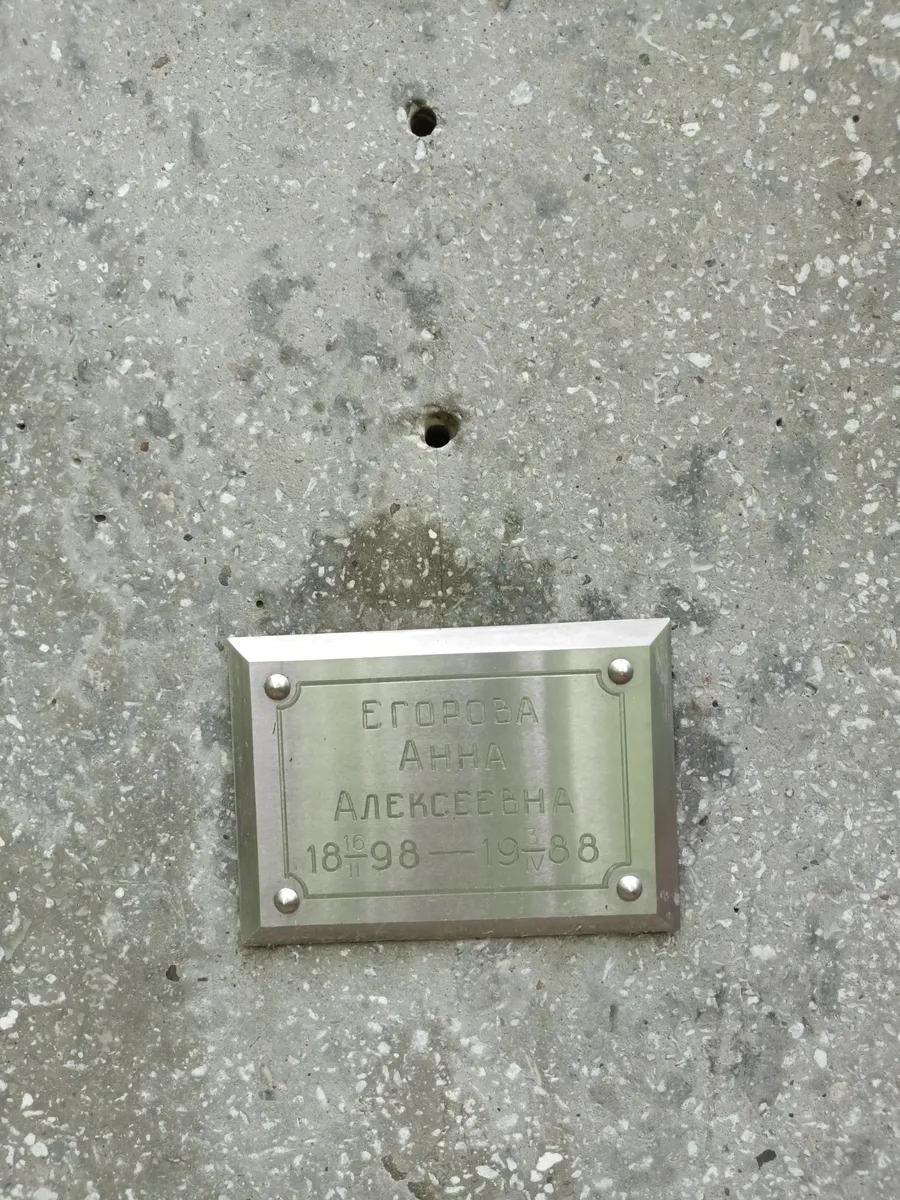 Егорова
Анна
Алексеевна
18 16/II 98 — 19 3/IV 88